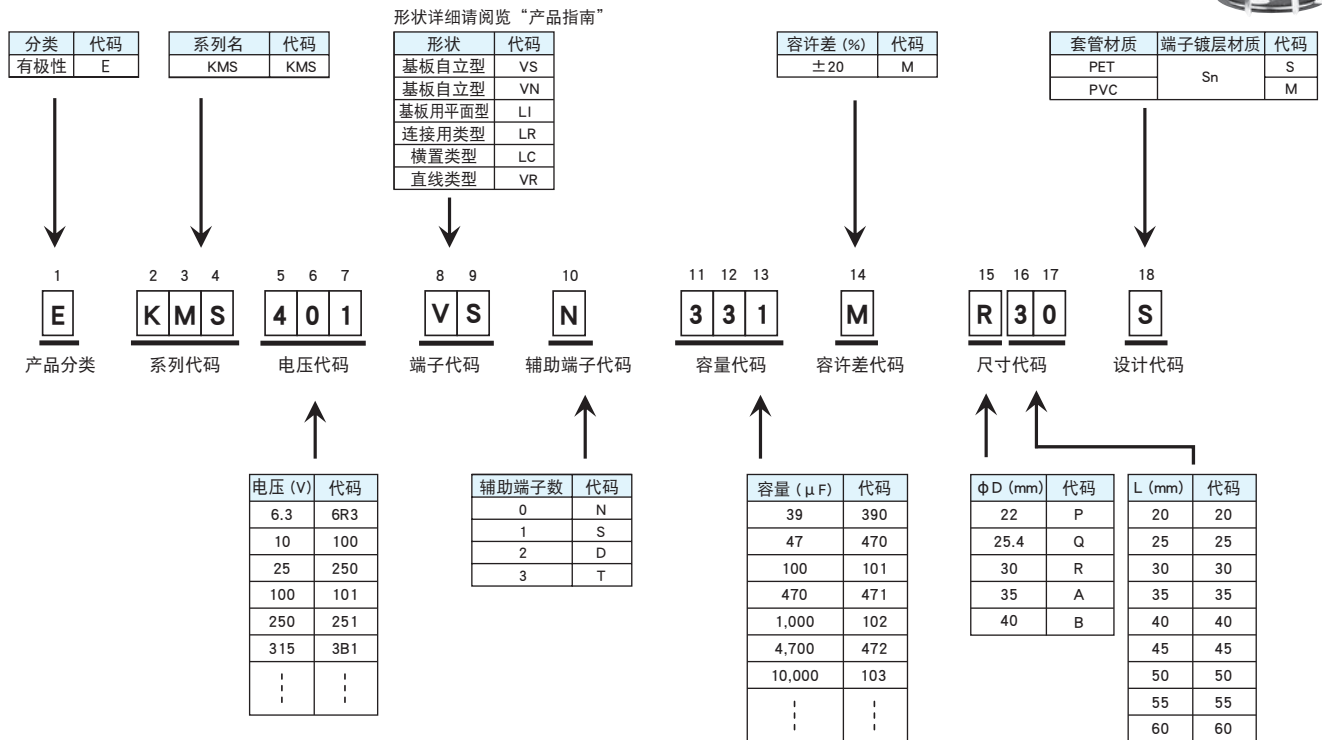 形状详细请阅览“产品指南”
分类 代码
有极性 E
系列名 代码
KMS KMS
形状 代码
基板自立型 VS
基板自立型 VN
基板用平面型 LI
连接用类型 LR
横置类型 LC
直线类型 VR
容许差 (%) 代码
±20 M
套管材质 端子镀层材质 代码
PET Sn S
PVC M
1 2 3 4 5 6 7 8 9 10 11 12 13 14 15 16 17 18
E K M S 4 0 1 V S N 3 3 1 M R 3 0 S
产品分类 系列代码 电压代码 端子代码 辅助端子代码 容量代码 容许差代码 尺寸代码 设计代码
电压 (V) 代码
6.3 6R3
10 100
25 250
100 101
250 251
315 3B1
辅助端子数 代码
0 N
1 S
2 D
3 T
容量 (μF) 代码
39 390
47 470
100 101
470 471
1,000 102
4,700 472
10,000 103
φD (mm) 代码
22 P
25.4 Q
30 R
35 A
40 B
L (mm) 代码
20 20
25 25
30 30
35 35
40 40
45 45
50 50
55 55
60 60